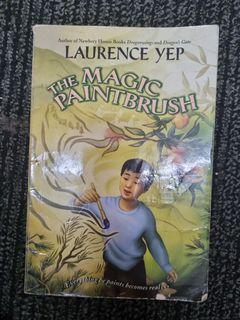 Author of Newbery Honor Books Dragonwings and Dragon's Gate
LAURENCE YEP
THE MAGIC
PAINTBRUSH
Everything he paints becomes real